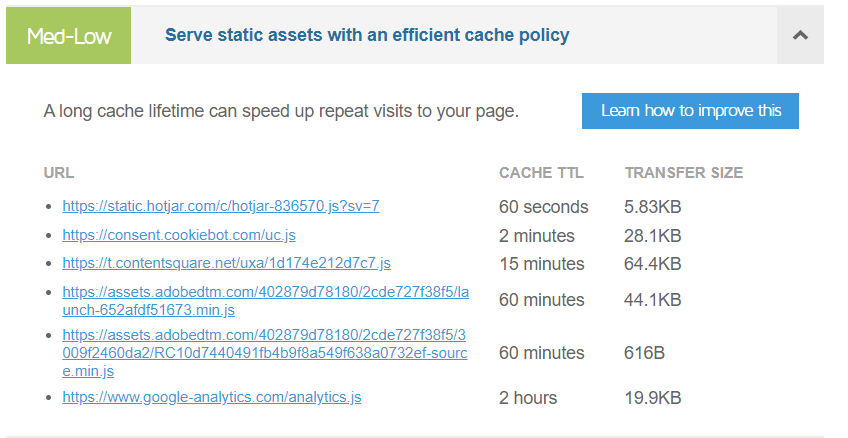 Med-Low Serve static assets with an efficient cache policy
A long cache lifetime can speed up repeat visits to your page. Learn how to improve this
URL CACHE TTL TRANSFER SIZE
https://static.hotjar.com/c/hotjar-836570.js?sv=7 60 seconds 5.83KB
https://consent.cookiebot.com/uc.js 2 minutes 28.1KB
https://t.contentsquare.net/uxa/1d174e212d7c7.js 15 minutes 64.4KB
https://assets.adobedtm.com/402879d78180/2cde727f38f5/la
unch-652afdf51673.min.js 60 minutes 44.1KB
https://assets.adobedtm.com/402879d78180/2cde727f38f5/3
009f2460da2/RC10d7440491fb4b9f8a549f638a0732ef-sourc
e.min.js 60 minutes 616B
https://www.google-analytics.com/analytics.js 2 hours 19.9KB